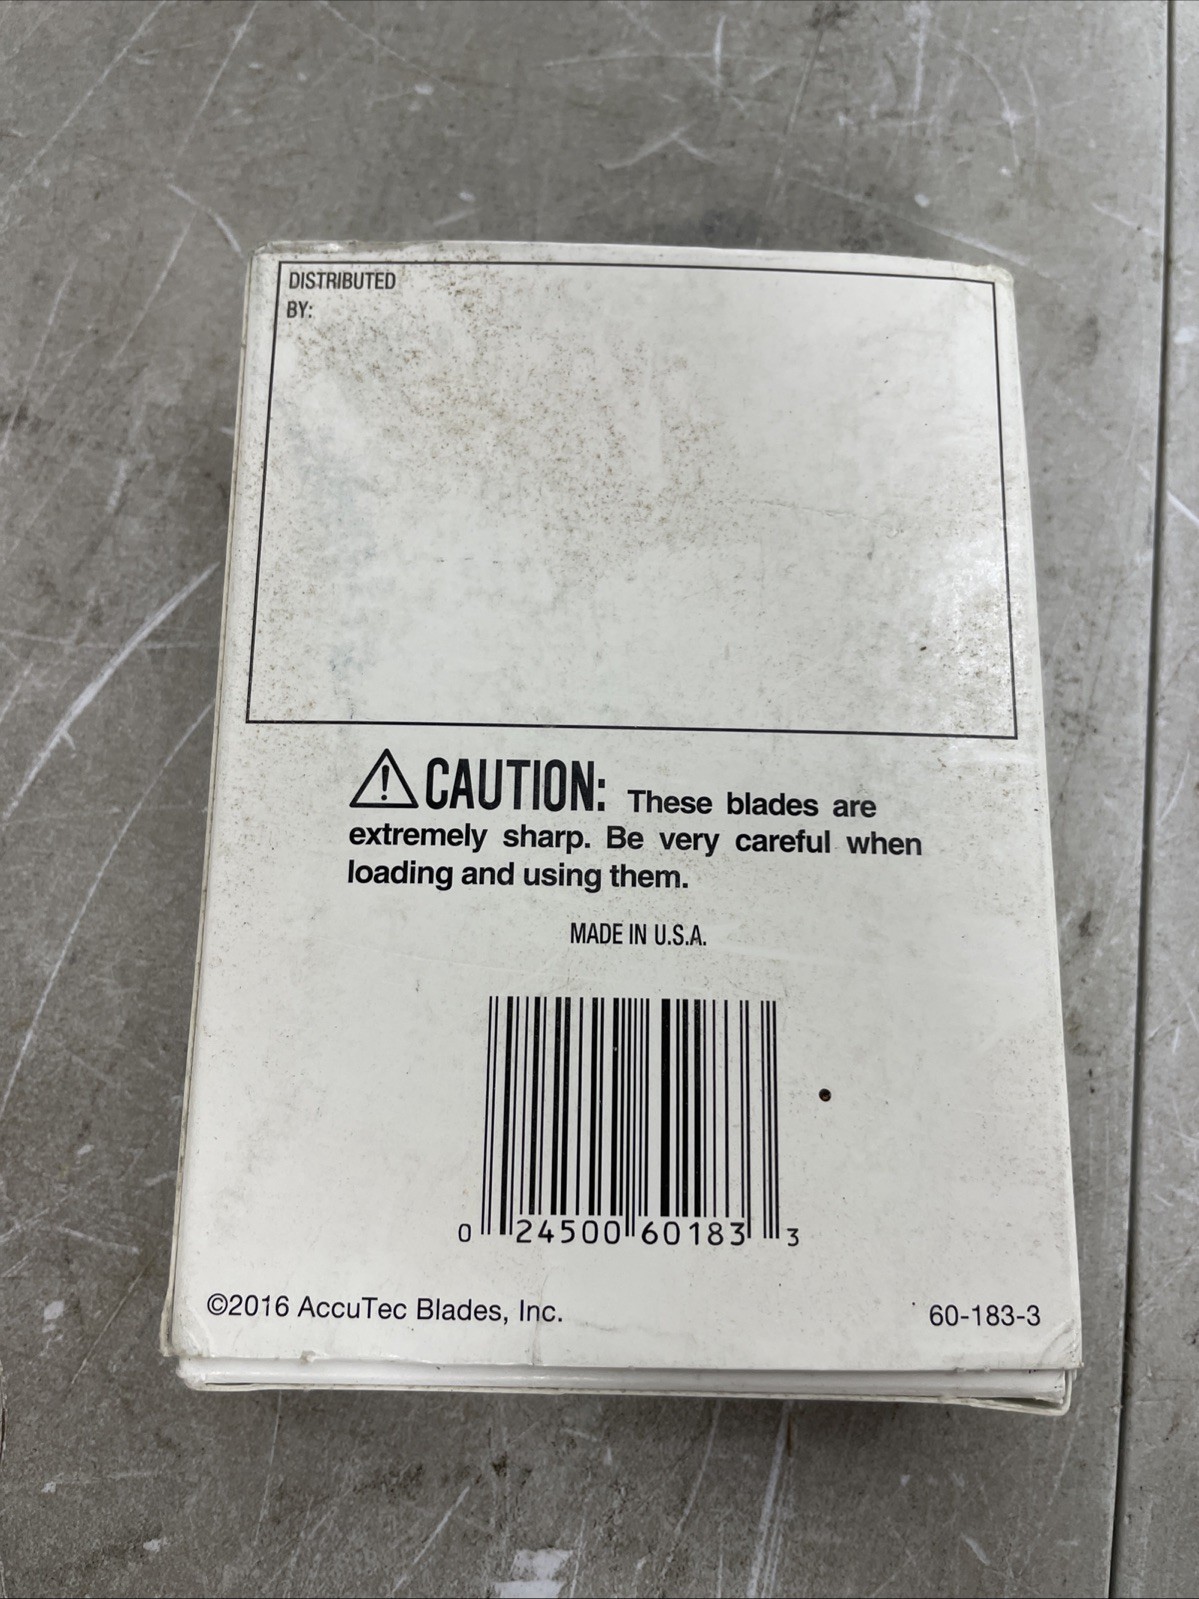 DISTRIBUTED
BY:
CAUTION: These blades are
extremely sharp. Be very careful when
loading and using them.
MADE IN U.S.A.
0 24500 60183 3
©2016 AccuTec Blades, Inc.
60-183-3